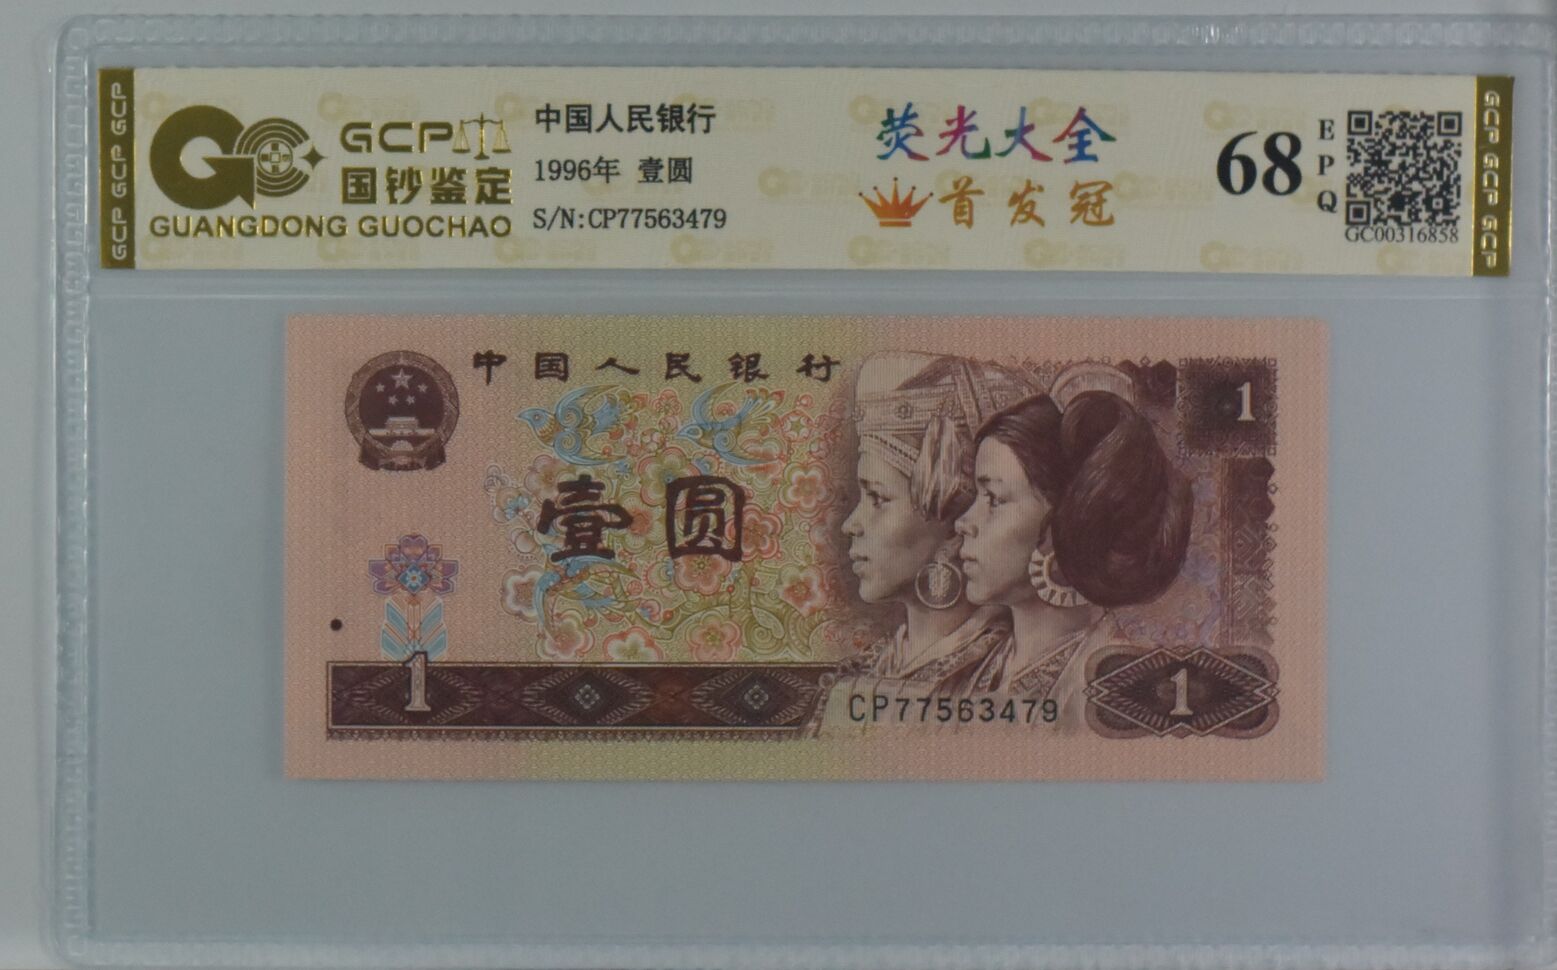 GCP GCP GCP
GCP
国钞鉴定
GUANGDONG GUOCHAO
中国人民银行
1996年 壹圆
S/N:CP77563479
荧光大全
首发冠
68
EPQ
GC00316858
GCP GCP GCP
中国人民银行
1
壹圆
1
CP77563479
1